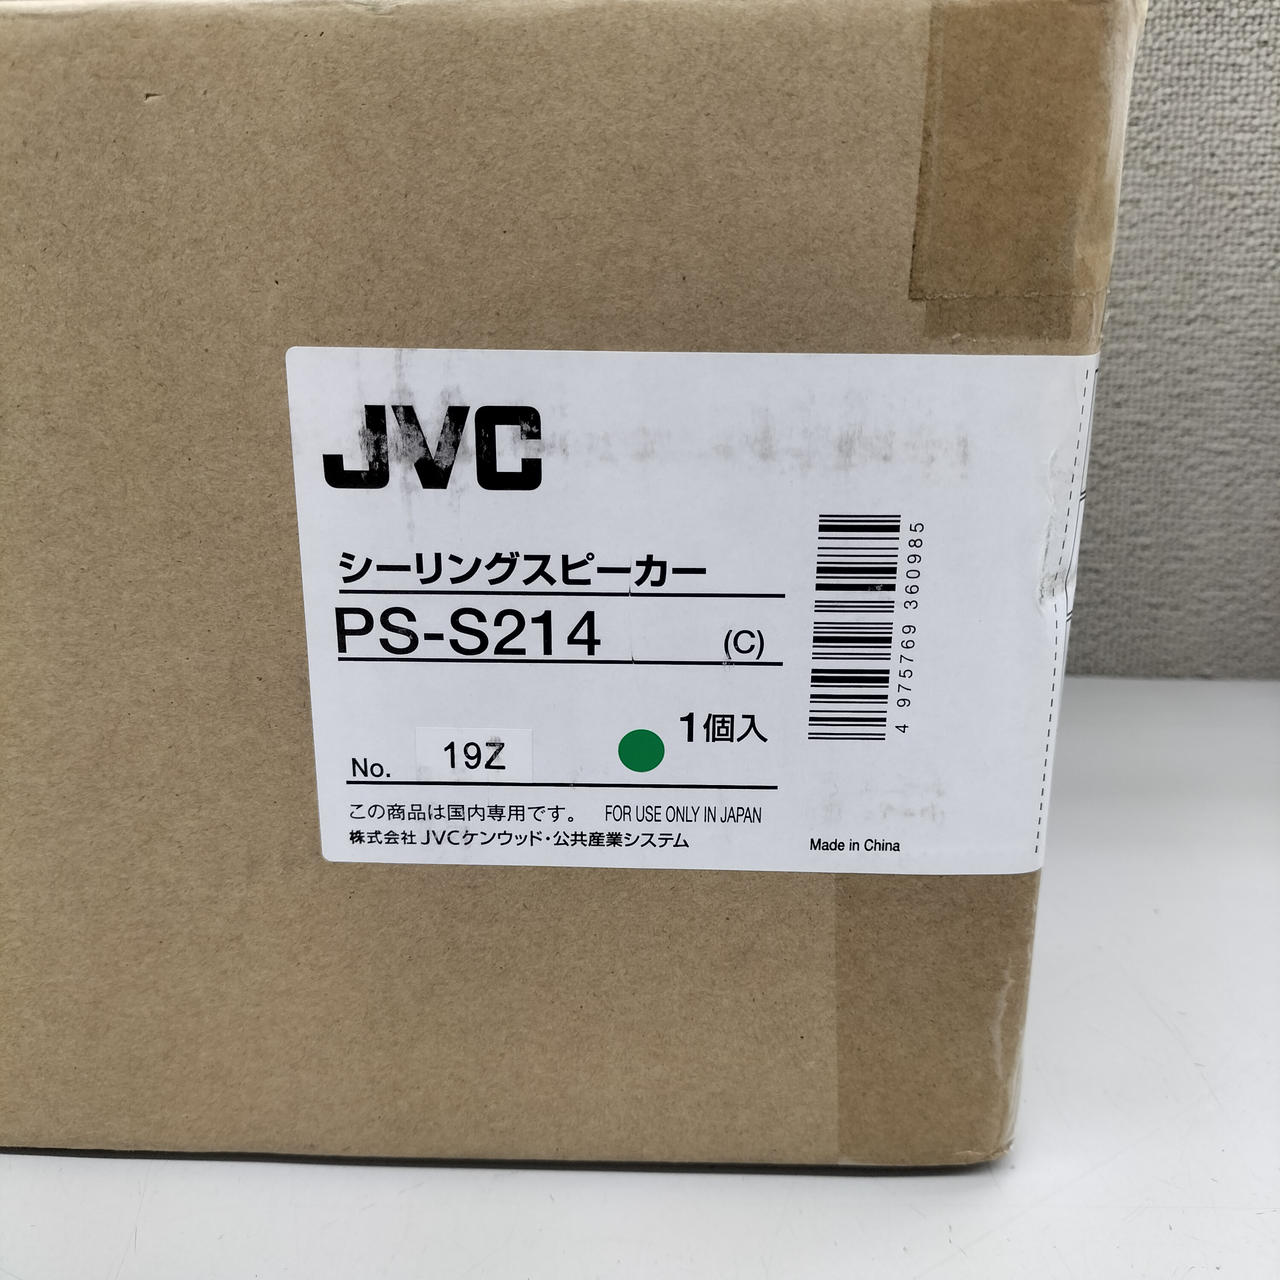 JVC
シーリングスピーカー
PS-S214 (C)
1個入
No. 19Z
この商品は国内専用です。 FOR USE ONLY IN JAPAN
株式会社JVCケンウッド・公共産業システム
4 975769 360985
Made in China